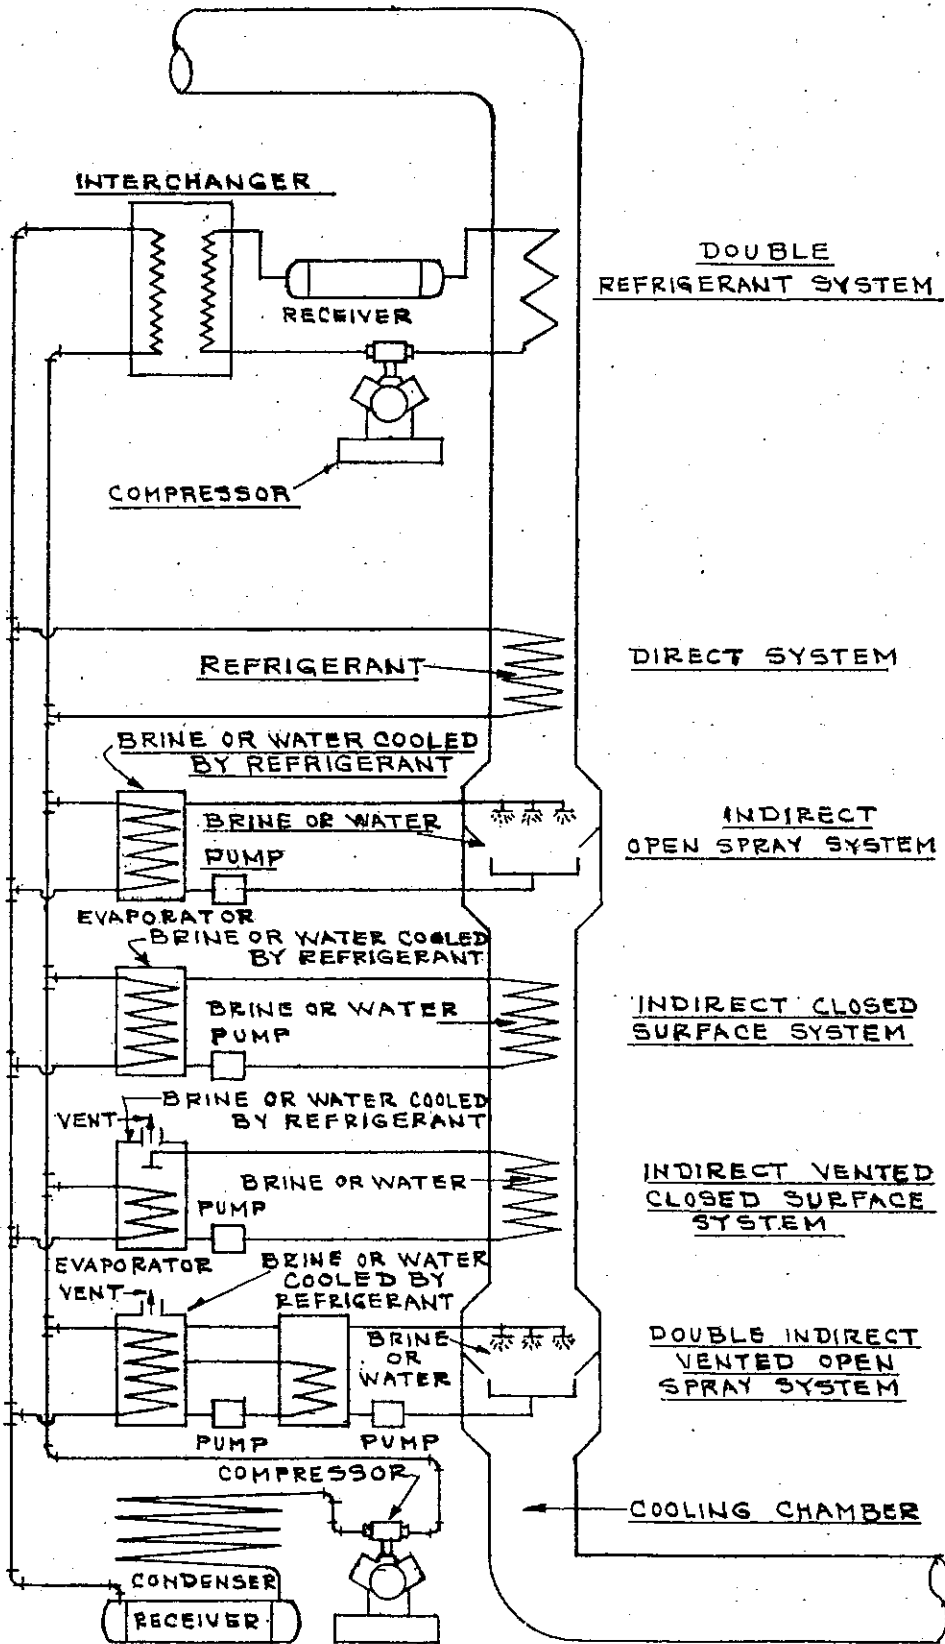 INTERCHANGER
DOUBLE
REFRIGERANT SYSTEM
RECEIVER
COMPRESSOR
REFRIGERANT
DIRECT SYSTEM
BRINE OR WATER COOLED
BY REFRIGERANT
BRINE OR WATER
PUMP
INDIRECT
OPEN SPRAY SYSTEM
EVAPORATOR
BRINE OR WATER COOLED
BY REFRIGERANT
BRINE OR WATER
PUMP
INDIRECT CLOSED
SURFACE SYSTEM
BRINE OR WATER COOLED
BY REFRIGERANT
VENT
BRINE OR WATER
PUMP
INDIRECT VENTED
CLOSED SURFACE
SYSTEM
EVAPORATOR
BRINE OR WATER
COOLED BY
REFRIGERANT
VENT
BRINE
OR
WATER
DOUBLE INDIRECT
VENTED OPEN
SPRAY SYSTEM
PUMP
PUMP
COMPRESSOR
COOLING CHAMBER
CONDENSER
RECEIVER